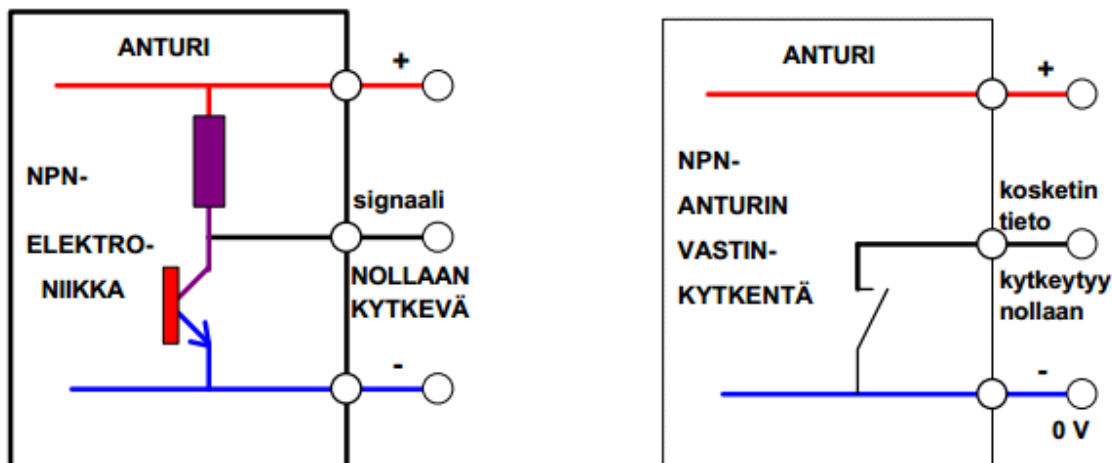 ANTURI
+
NPN-
signaali
ELEKTRO-
NIIKKA
NOLLAAN
KYTKEVÄ
-
ANTURI
+
NPN-
ANTURIN
VASTIN-
KYTKENTÄ
kosketin
tieto
kytkeytyy
nollaan
-
0 V